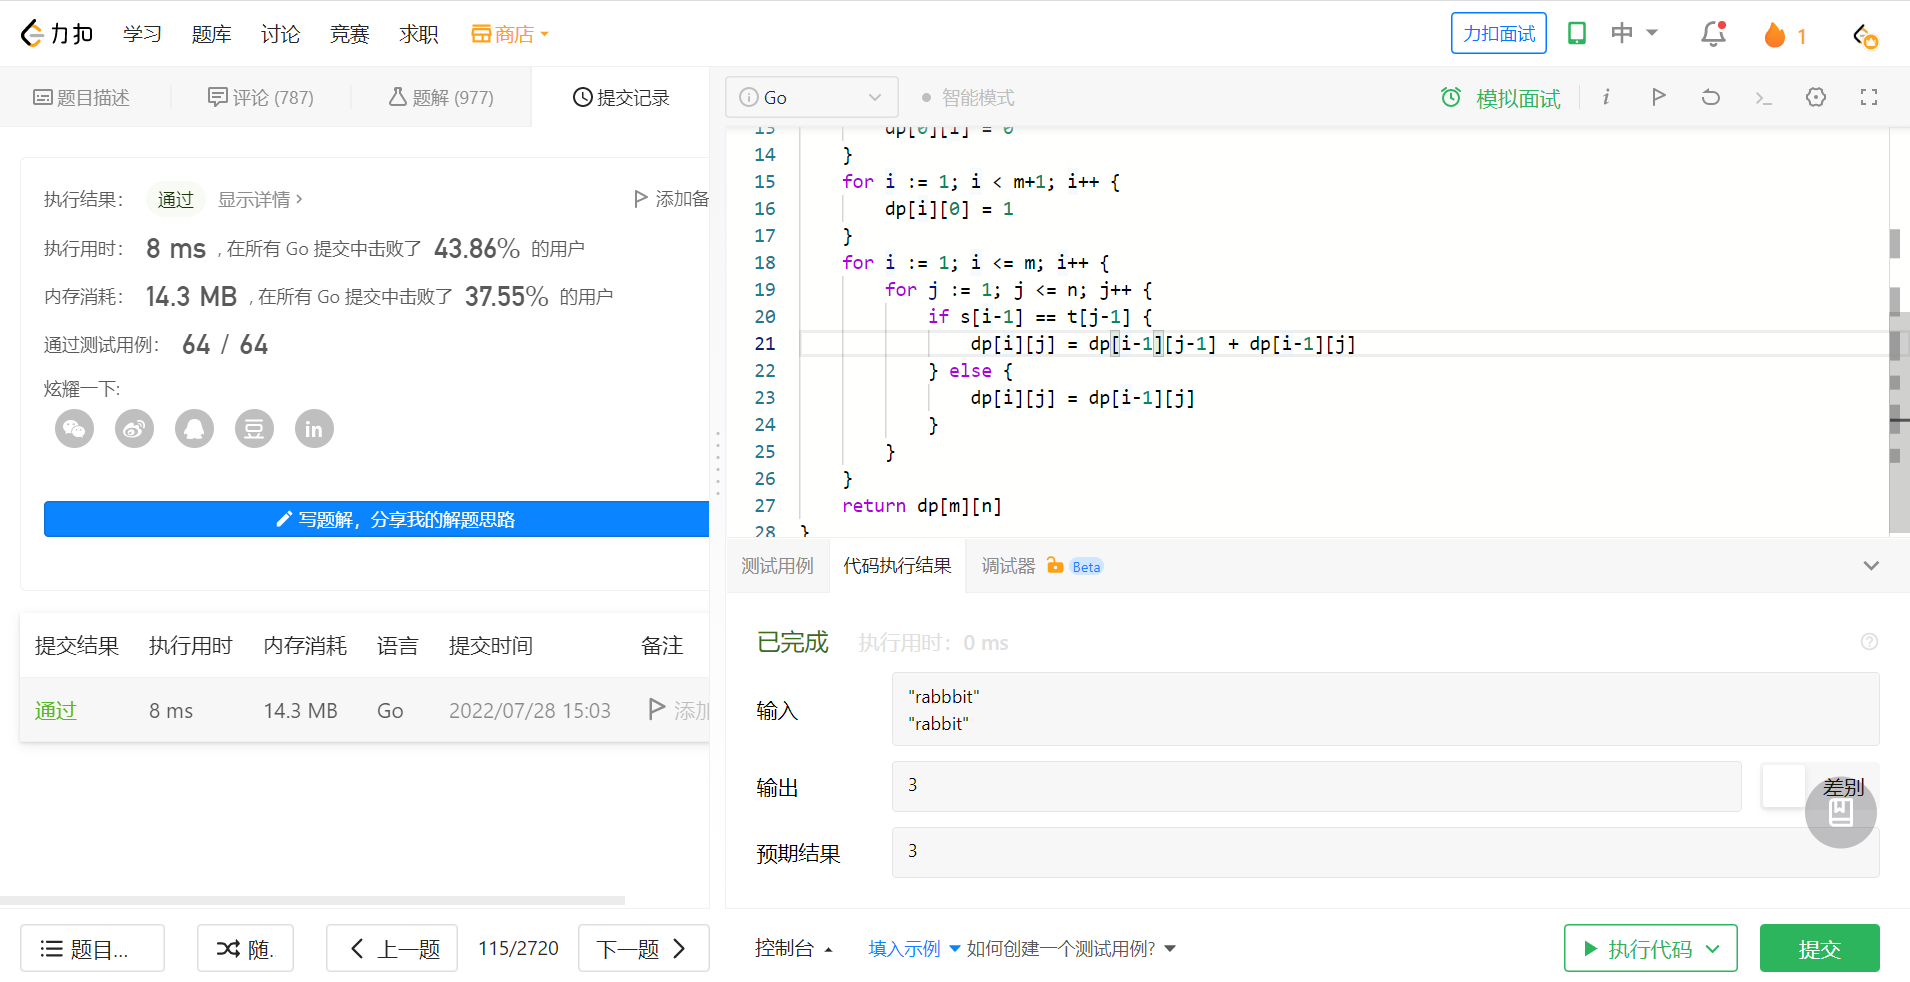 力扣 学习 题库 讨论 竞赛 求职 商店 力扣面试 中 1
题目描述 评论 (787) 题解 (977) 提交记录
Go 智能模式 模拟面试
执行结果： 通过 显示详情 › 添加备
执行用时： 8 ms , 在所有 Go 提交中击败了 43.86% 的用户
内存消耗： 14.3 MB , 在所有 Go 提交中击败了 37.55% 的用户
通过测试用例： 64 / 64
炫耀一下:
豆 in
写题解，分享我的解题思路
提交结果 执行用时 内存消耗 语言 提交时间 备注
通过 8 ms 14.3 MB Go 2022/07/28 15:03 添加
13 dp[0][i] = 0
14 }
15 for i := 1; i < m+1; i++ {
16 dp[i][0] = 1
17 }
18 for i := 1; i <= m; i++ {
19 for j := 1; j <= n; j++ {
20 if s[i-1] == t[j-1] {
21 dp[i][j] = dp[i-1][j-1] + dp[i-1][j]
22 } else {
23 dp[i][j] = dp[i-1][j]
24 }
25 }
26 }
27 return dp[m][n]
28 }
测试用例 代码执行结果 调试器 Beta
已完成 执行用时：0 ms
输入
"rabbbit"
"rabbit"
输出 3 差别
预期结果 3
题目... 随. 上一题 115/2720 下一题
控制台 填入示例 如何创建一个测试用例? 执行代码 提交